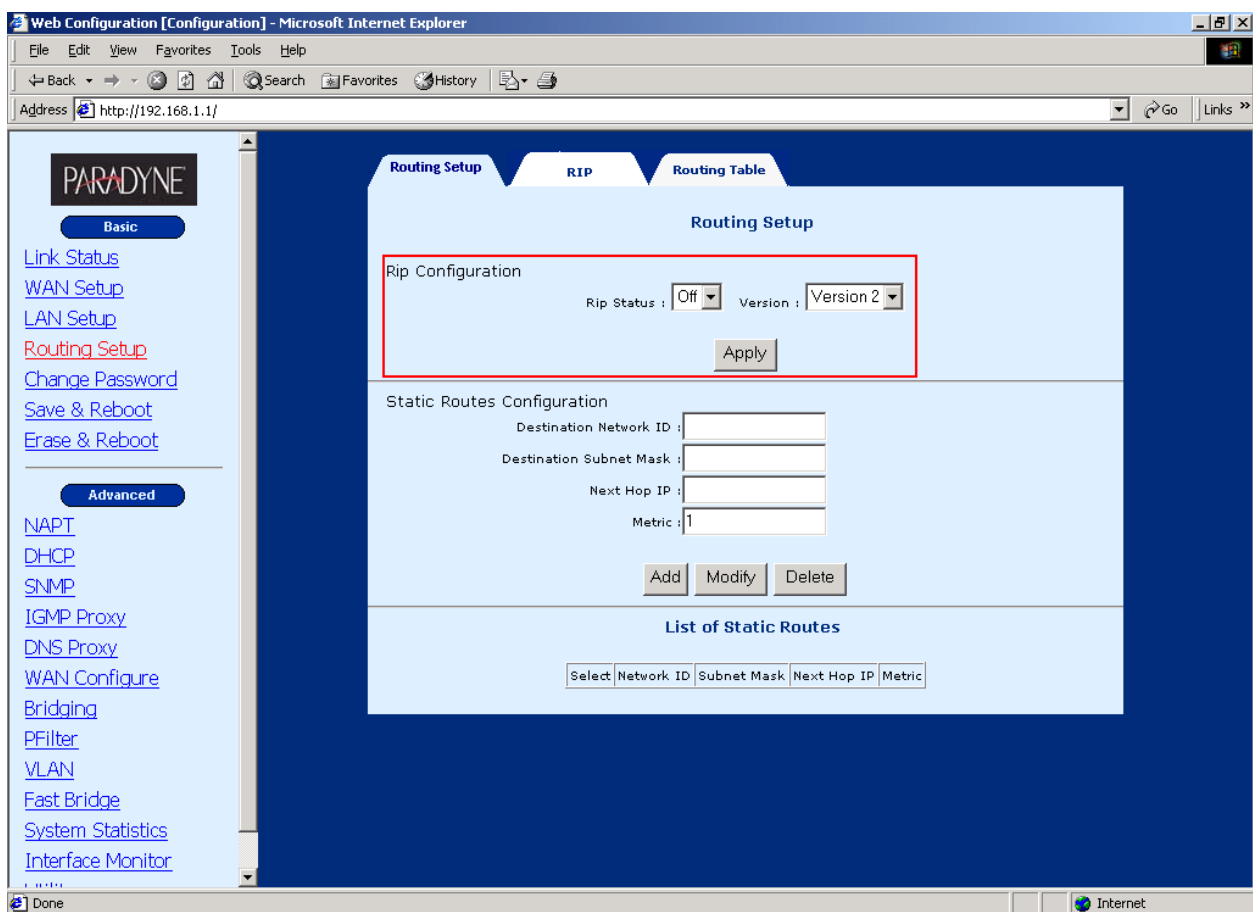 Web Configuration [Configuration] - Microsoft Internet Explorer
File Edit View Favorites Tools Help
Back Search Favorites History
Address http://192.168.1.1/ Go Links »
PARADYNE
Basic
Link Status
WAN Setup
LAN Setup
Routing Setup
Change Password
Save & Reboot
Erase & Reboot
Advanced
NAPT
DHCP
SNMP
IGMP Proxy
DNS Proxy
WAN Configure
Bridging
PFilter
VLAN
Fast Bridge
System Statistics
Interface Monitor
Routing Setup RIP Routing Table
Routing Setup
Rip Configuration
Rip Status : Off Version : Version 2
Apply
Static Routes Configuration
Destination Network ID :
Destination Subnet Mask :
Next Hop IP :
Metric : 1
Add Modify Delete
List of Static Routes
Select Network ID Subnet Mask Next Hop IP Metric
Done Internet